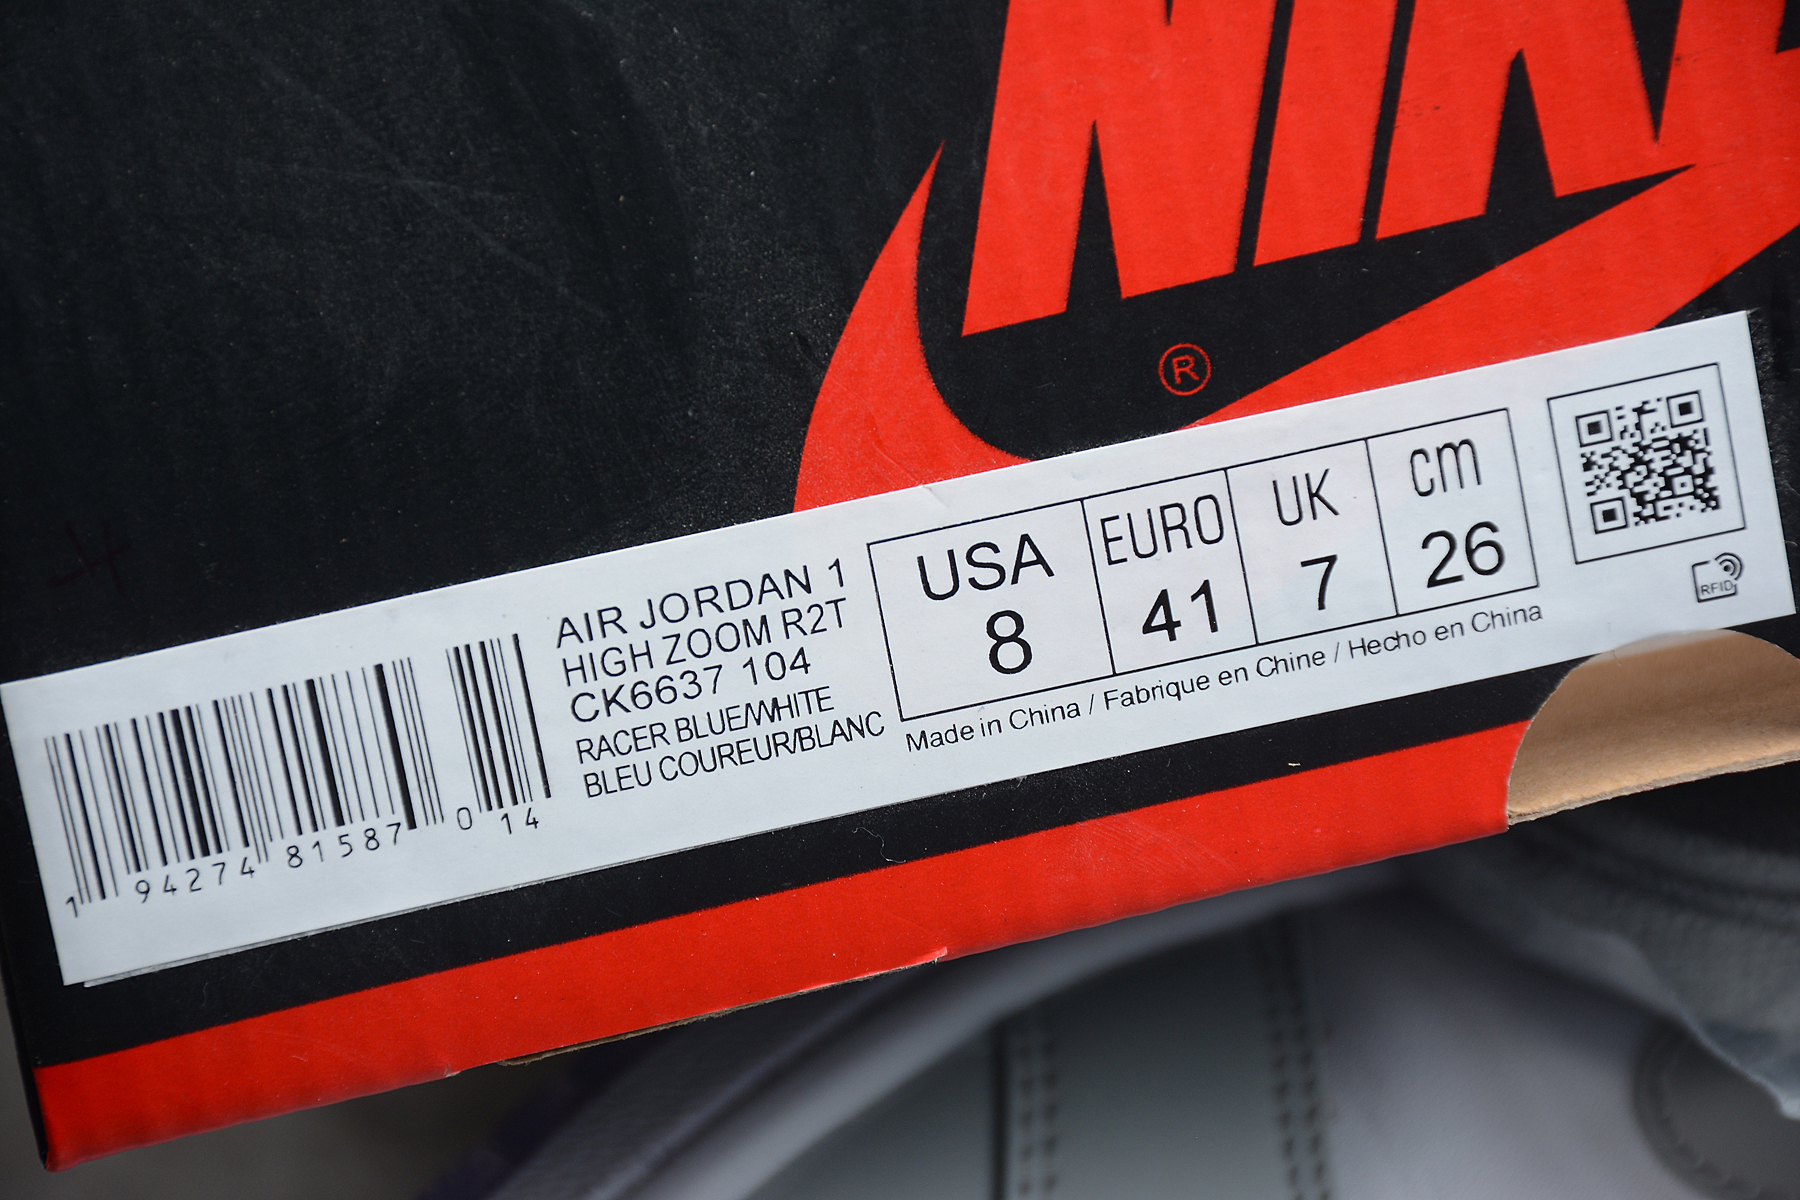 NIKE
®
AIR JORDAN 1
HIGH ZOOM R2T
CK6637 104
RACER BLUE/WHITE
BLEU COUREUR/BLANC
USA
8
EURO
41
UK
7
cm
26
Made in China / Fabrique en Chine / Hecho en China
RFID
1 94274 81587 0 14